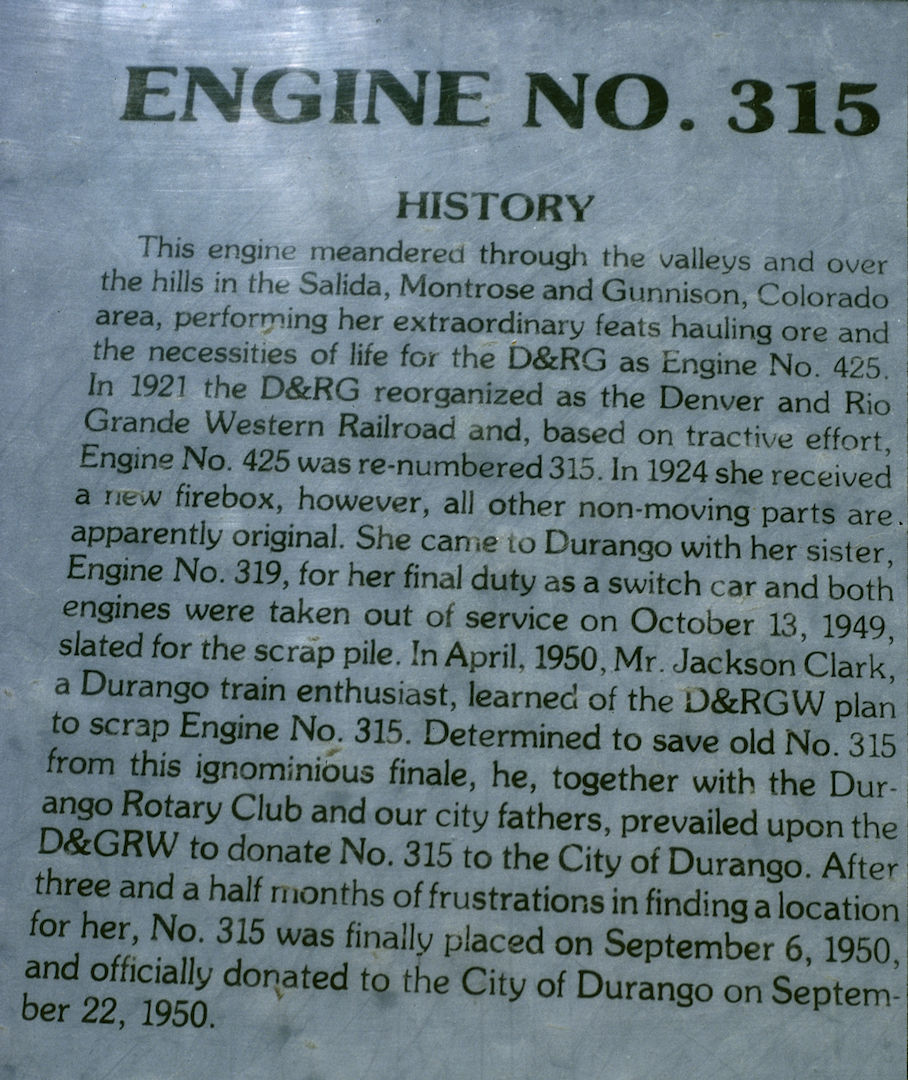 ENGINE NO. 315
HISTORY
This engine meandered through the valleys and over
the hills in the Salida, Montrose and Gunnison, Colorado
area, performing her extraordinary feats hauling ore and
the necessities of life for the D&RG as Engine No. 425.
In 1921 the D&RG reorganized as the Denver and Rio
Grande Western Railroad and, based on tractive effort,
Engine No. 425 was re-numbered 315. In 1924 she received
a new firebox, however, all other non-moving parts are
apparently original. She came to Durango with her sister,
Engine No. 319, for her final duty as a switch car and both
engines were taken out of service on October 13, 1949,
slated for the scrap pile. In April, 1950, Mr. Jackson Clark,
a Durango train enthusiast, learned of the D&RGW plan
to scrap Engine No. 315. Determined to save old No. 315
from this ignominious finale, he, together with the Dur-
ango Rotary Club and our city fathers, prevailed upon the
D&GRW to donate No. 315 to the City of Durango. After
three and a half months of frustrations in finding a location
for her, No. 315 was finally placed on September 6, 1950,
and officially donated to the City of Durango on Septem-
ber 22, 1950.